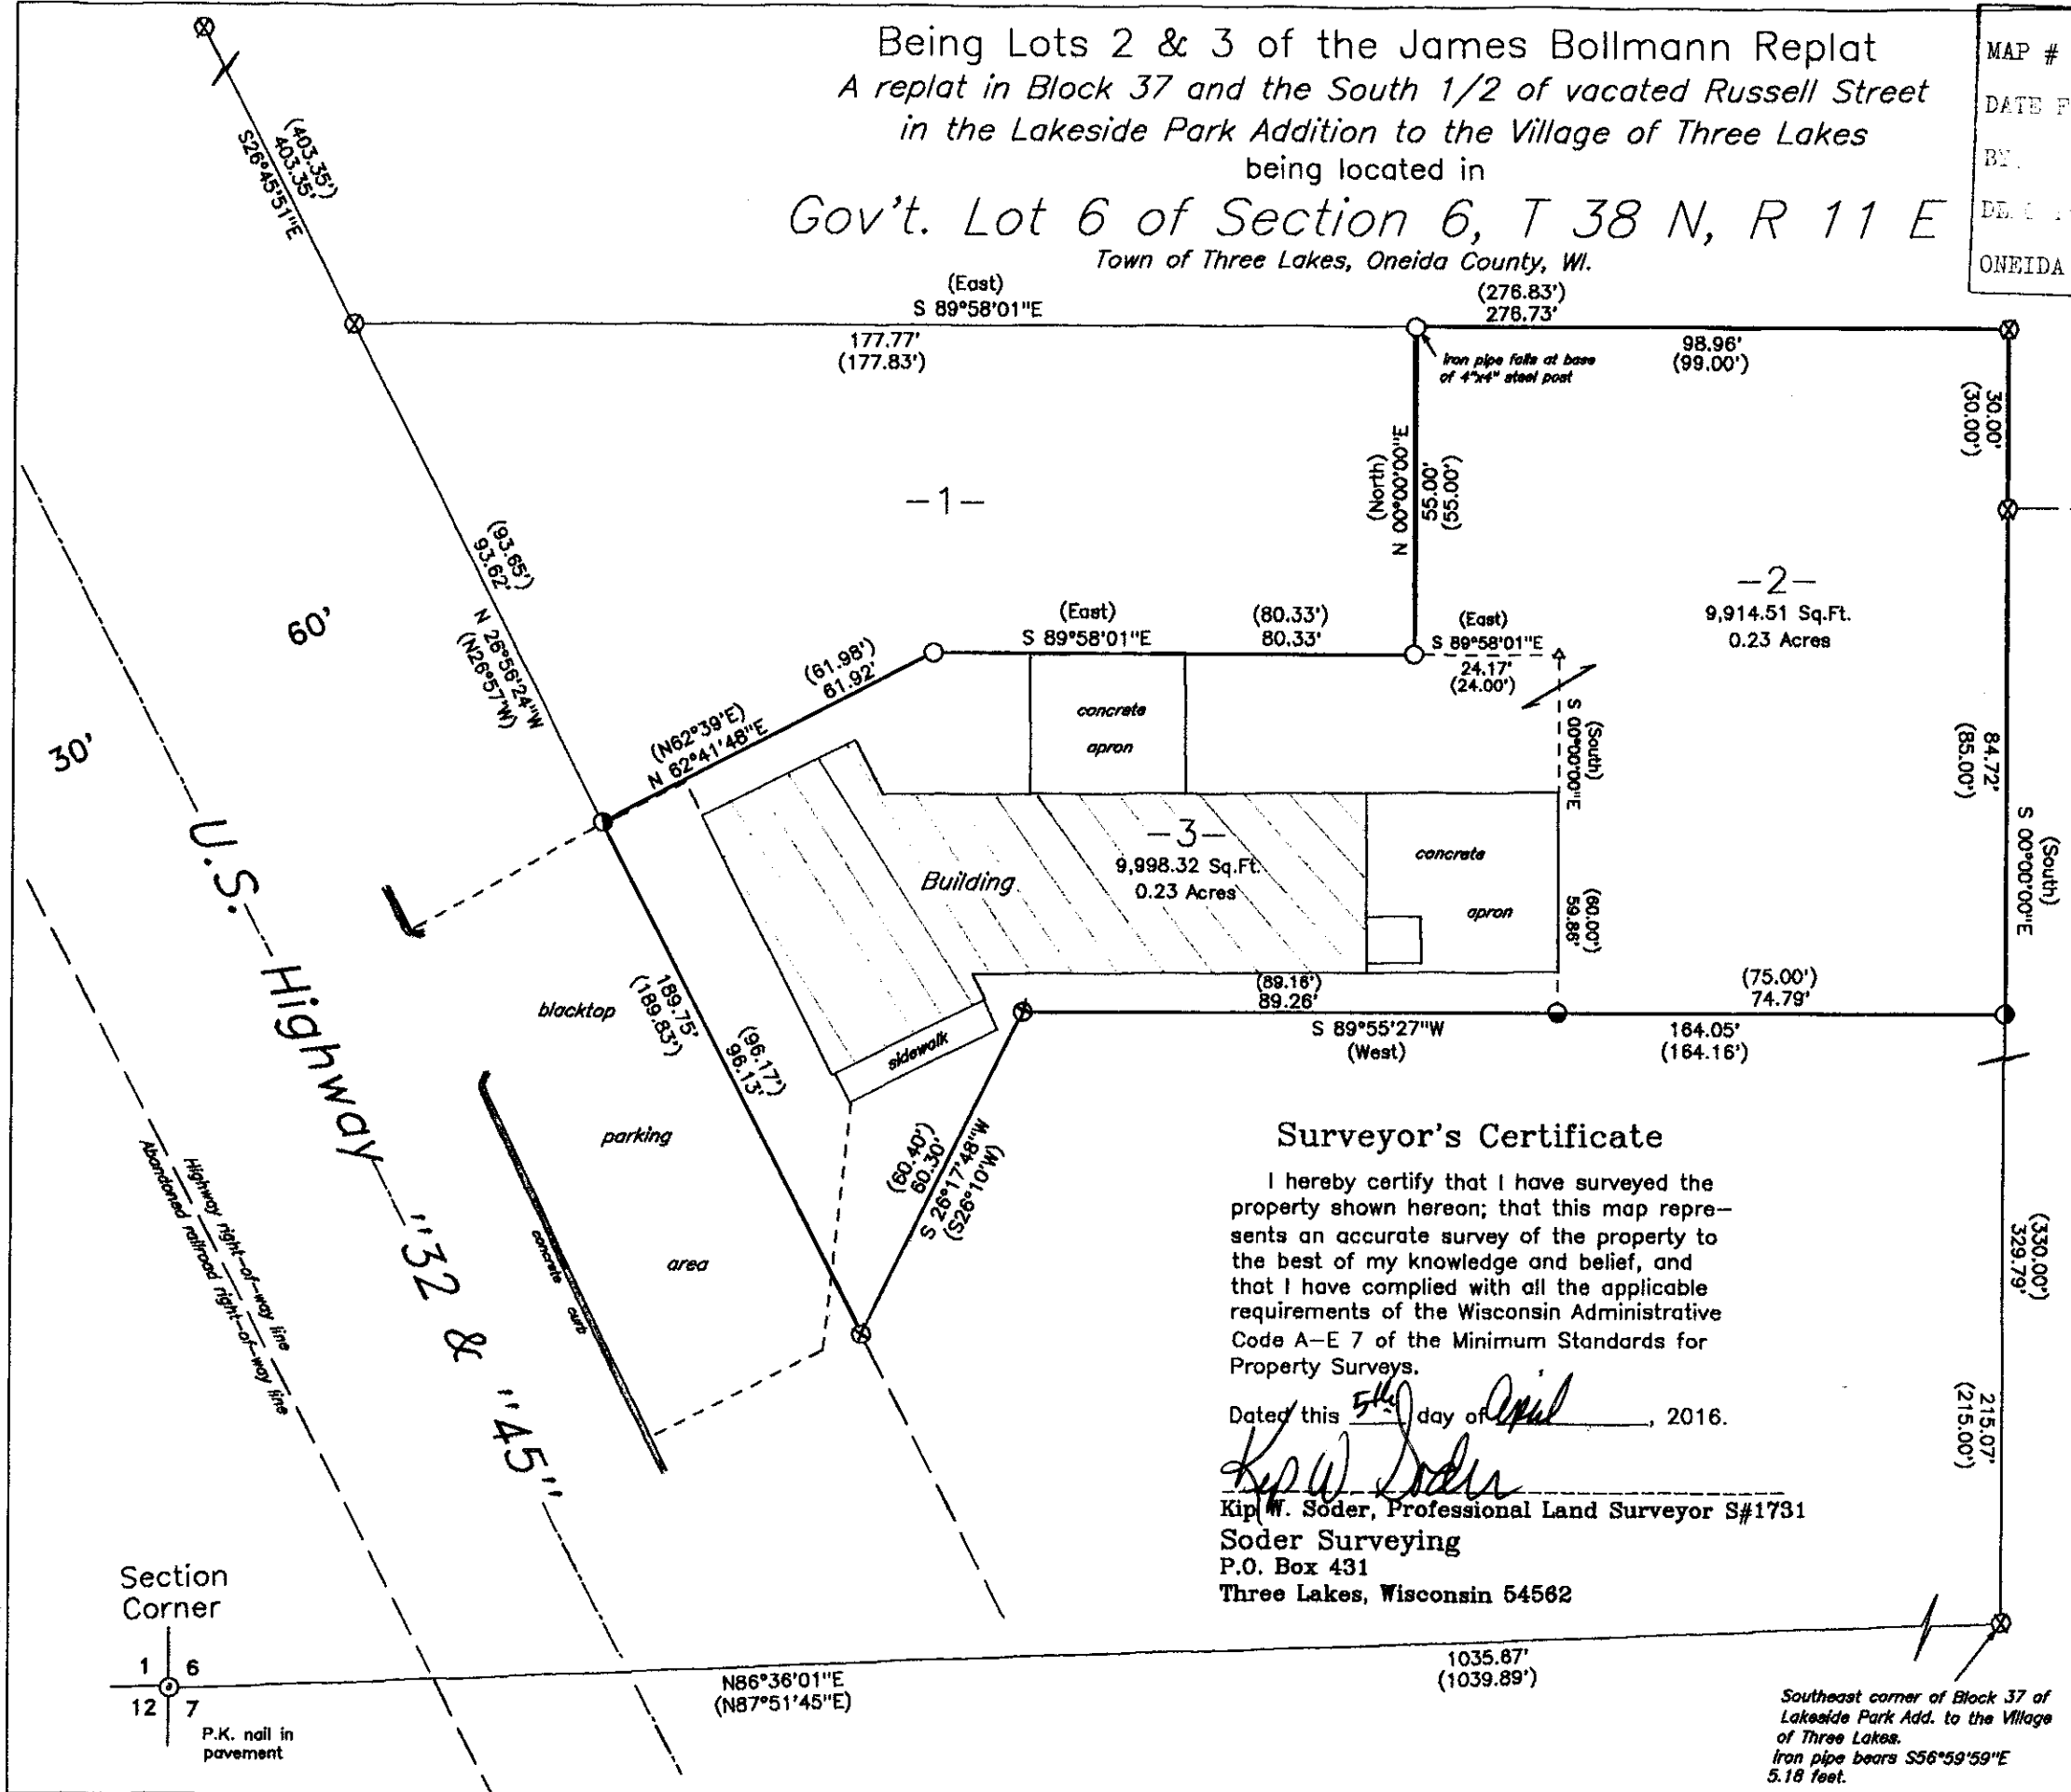 Being Lots 2 & 3 of the James Bollmann Replat
A replat in Block 37 and the South 1/2 of vacated Russell Street
in the Lakeside Park Addition to the Village of Three Lakes
being located in
Gov't. Lot 6 of Section 6, T 38 N, R 11 E
Town of Three Lakes, Oneida County, WI.
MAP #
DATE F
BY.
ONEIDA
(403.35')
403.35'
S26°45'51"E
(East)
S 89°58'01"E
177.77'
(177.83')
(276.83')
276.73'
98.96'
(99.00')
Iron pipe falls at base
of 4"x4" steel post
30.00'
(30.00')
(North)
N 00°00'00"E
55.00'
(55.00')
-1-
(93.65')
93.62'
N 26°56'24"W
(N26°57'W)
60'
30'
-2-
9,914.51 Sq.Ft.
0.23 Acres
(East)
S 89°58'01"E
(80.33')
80.33'
(East)
S 89°58'01"E
24.17'
(24.00')
(61.98')
61.92'
(N62°39'E)
N 62°41'48"E
concrete
apron
(South)
S 00°00'00"E
84.72'
(85.00')
(South)
S 00°00'00"E
-3-
9,998.32 Sq.Ft.
0.23 Acres
Building
concrete
apron
(60.00')
59.86'
U.S. Highway "32 & "45"
blacktop
parking
area
189.75'
(189.83')
(96.17')
96.13'
sidewalk
(89.16')
89.26'
S 89°55'27"W
(West)
(75.00')
74.79'
164.05'
(164.16')
(60.40')
60.30'
S 26°17'48"W
(S26°10'W)
concrete
curb
Highway right-of-way line
Abandoned railroad right-of-way line
Surveyor's Certificate
I hereby certify that I have surveyed the
property shown hereon; that this map repre-
sents an accurate survey of the property to
the best of my knowledge and belief, and
that I have complied with all the applicable
requirements of the Wisconsin Administrative
Code A-E 7 of the Minimum Standards for
Property Surveys.
Dated this 5th day of April, 2016.
Kip W Soder
Kip W. Soder, Professional Land Surveyor S#1731
Soder Surveying
P.O. Box 431
Three Lakes, Wisconsin 54562
(330.00')
329.79'
215.07'
(215.00')
Section
Corner
1 6
12 7
P.K. nail in
pavement
N86°36'01"E
(N87°51'45"E)
1035.67'
(1039.89')
Southeast corner of Block 37 of
Lakeside Park Add. to the Village
of Three Lakes.
Iron pipe bears S56°59'59"E
5.18 feet.